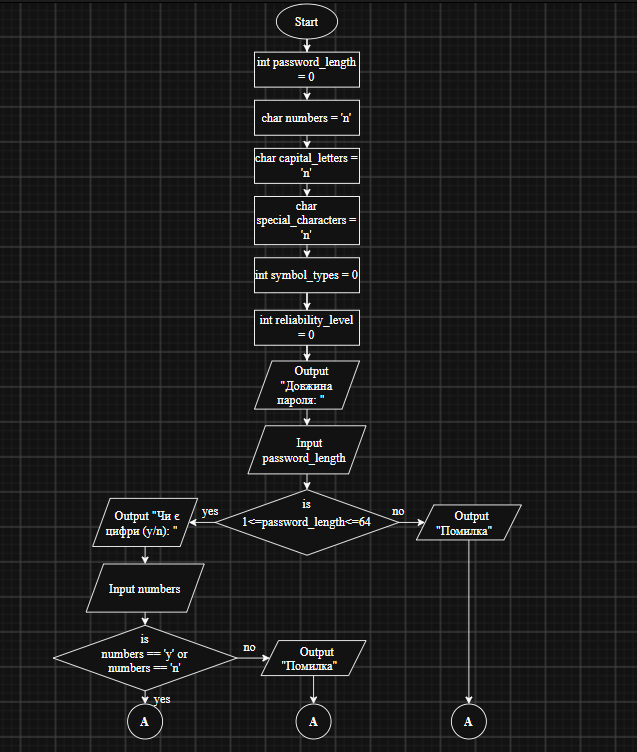 Start
int password_length
= 0
char numbers = 'n'
char capital_letters =
'n'
char
special_characters =
'n'
int symbol_types = 0
int reliability_level
= 0
Output
"Довжина
пароля: "
Input
password_length
is
1<=password_length<=64
yes
no
Output "Чи є
цифри (y/n): "
Output
"Помилка"
Input numbers
is
numbers == 'y' or
numbers == 'n'
no
Output
"Помилка"
yes
A
A
A